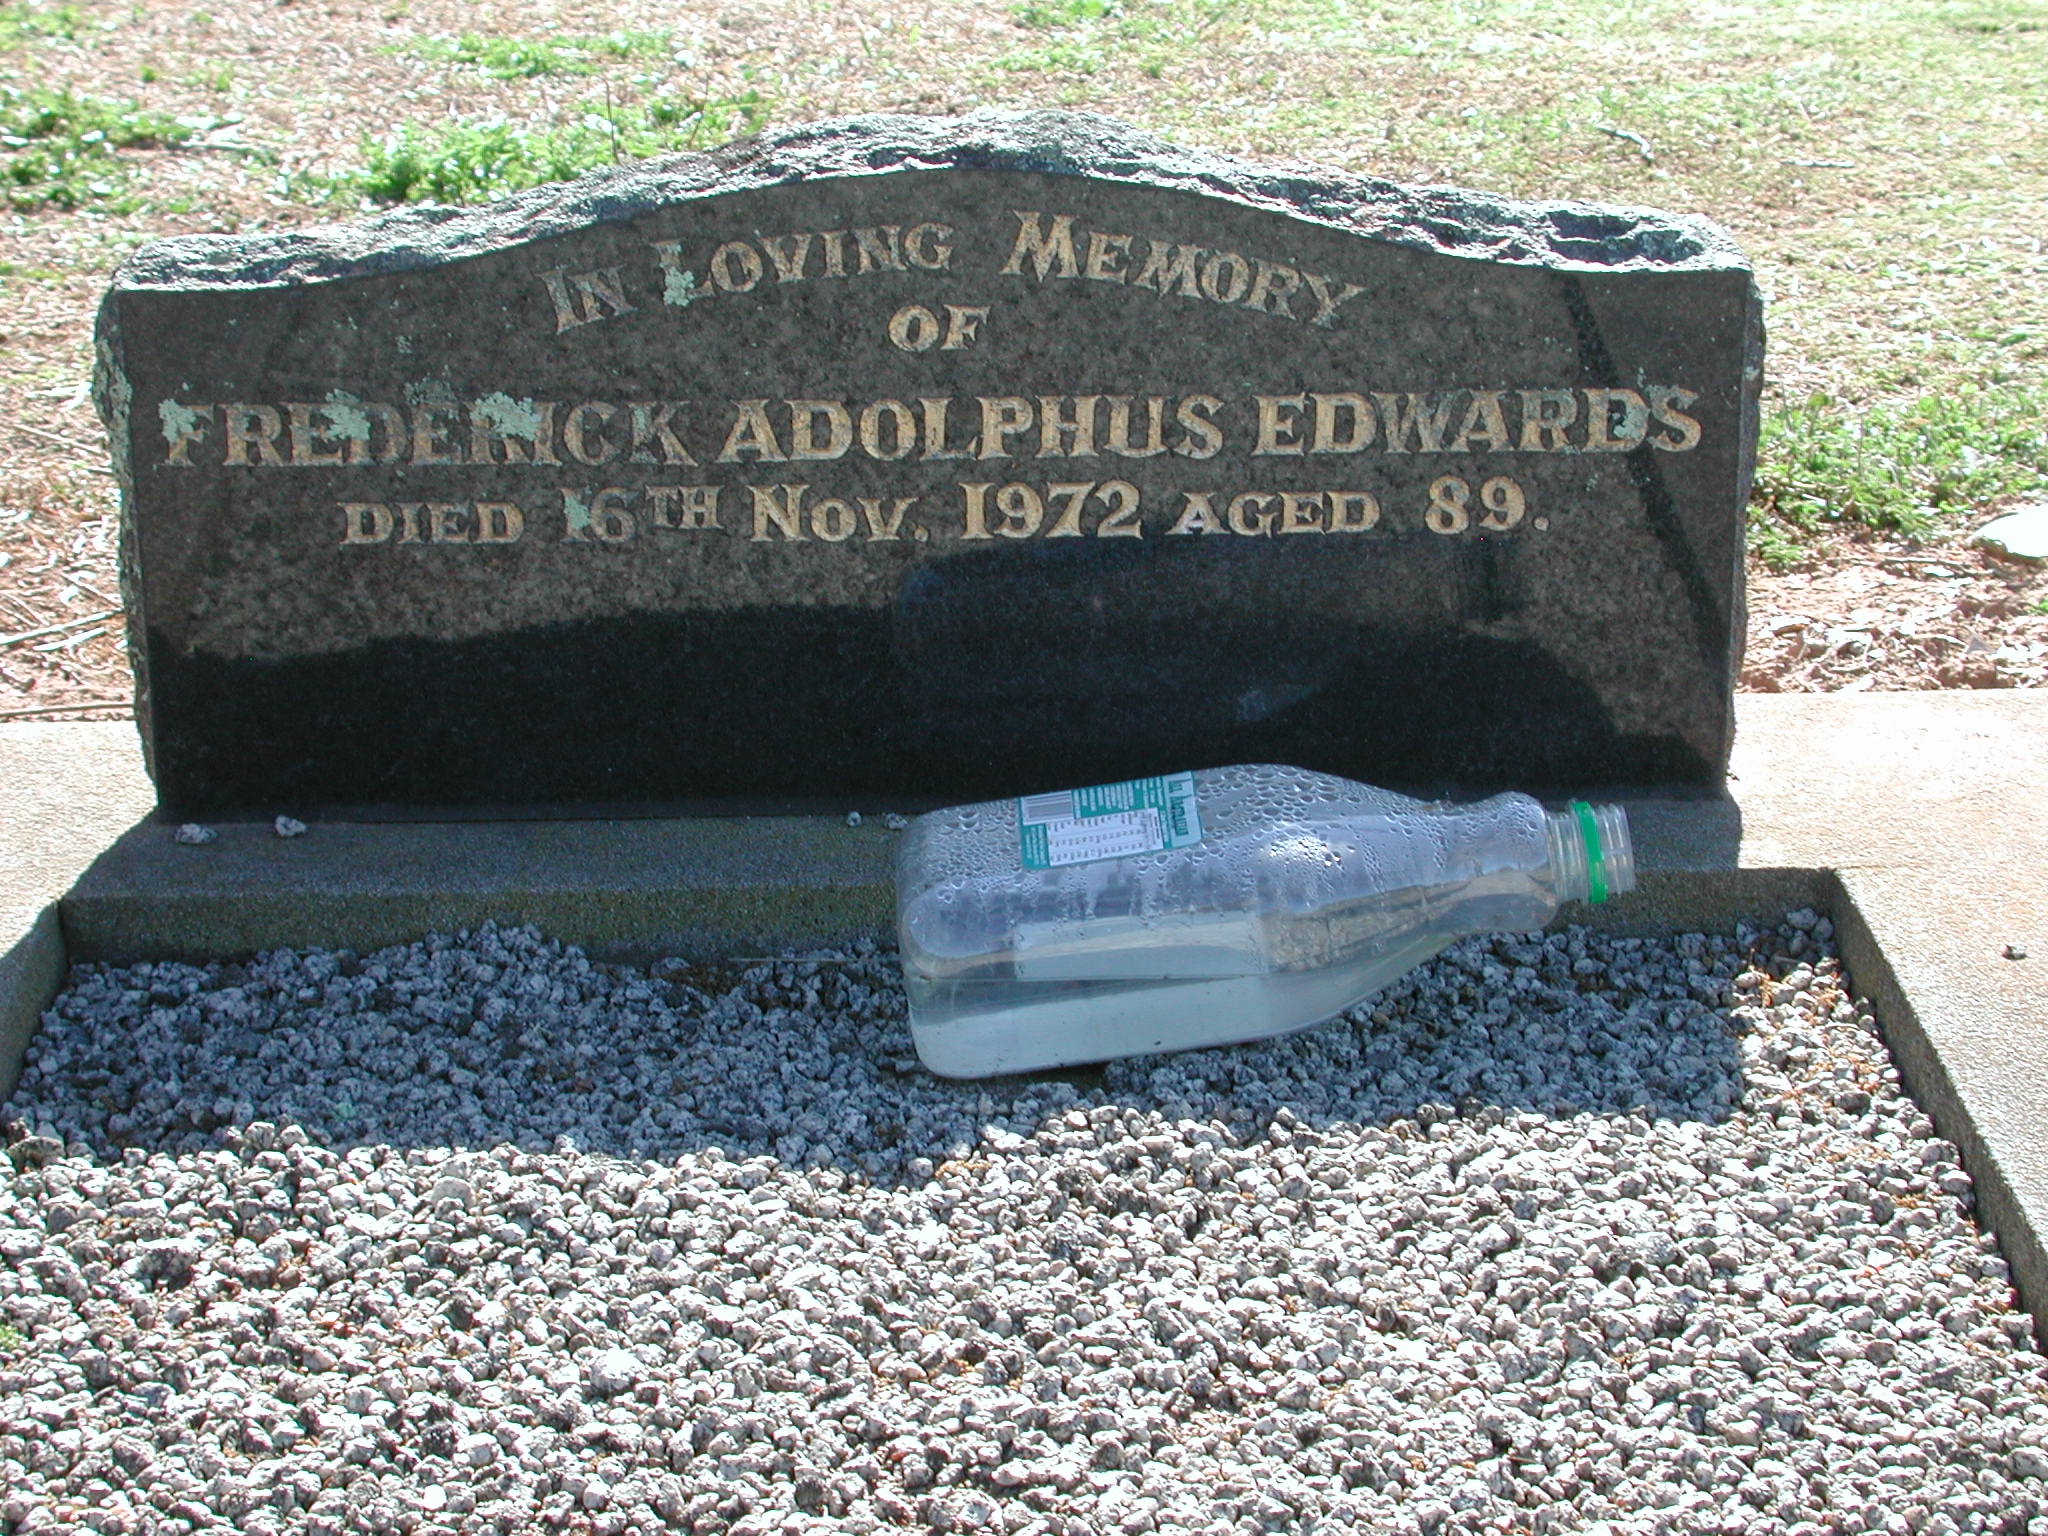 In Loving Memory
OF
FREDERICK ADOLPHUS EDWARDS
DIED 16TH NOV. 1972 AGED 89.